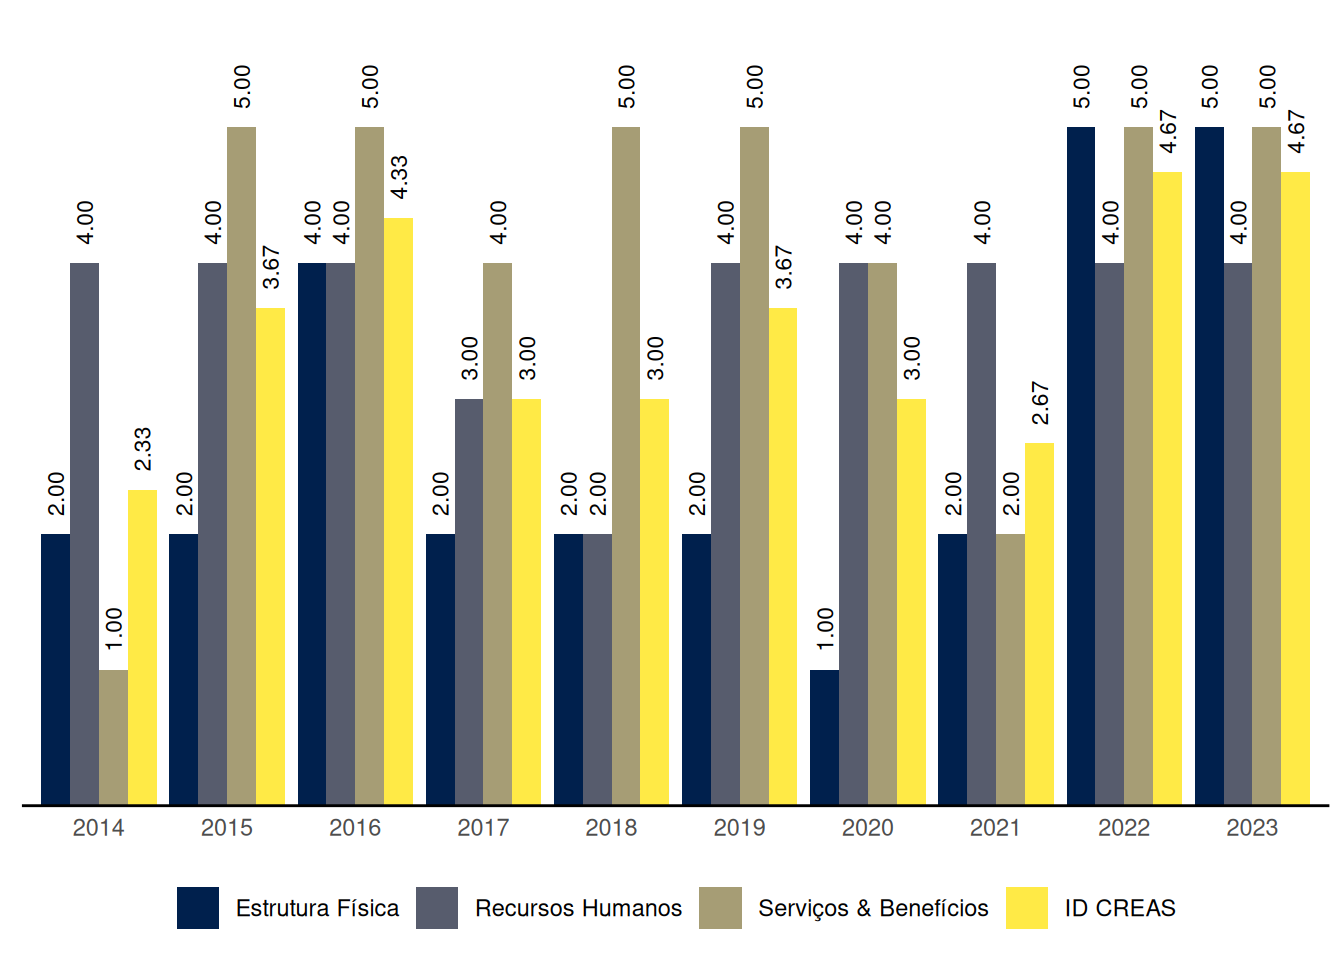 5.00 5.00 5.00 5.00 5.00 5.00 5.00 5.00
4.67 4.67
4.33
4.00 4.00 4.00 4.00 4.00 4.00 4.00 4.00 4.00 4.00 4.00
3.67 3.67
3.00 3.00 3.00 3.00
2.67
2.33
2.00 2.00 2.00 2.00 2.00 2.00 2.00 2.00
1.00 1.00
2014 2015 2016 2017 2018 2019 2020 2021 2022 2023
Estrutura Física Recursos Humanos Serviços & Benefícios ID CREAS